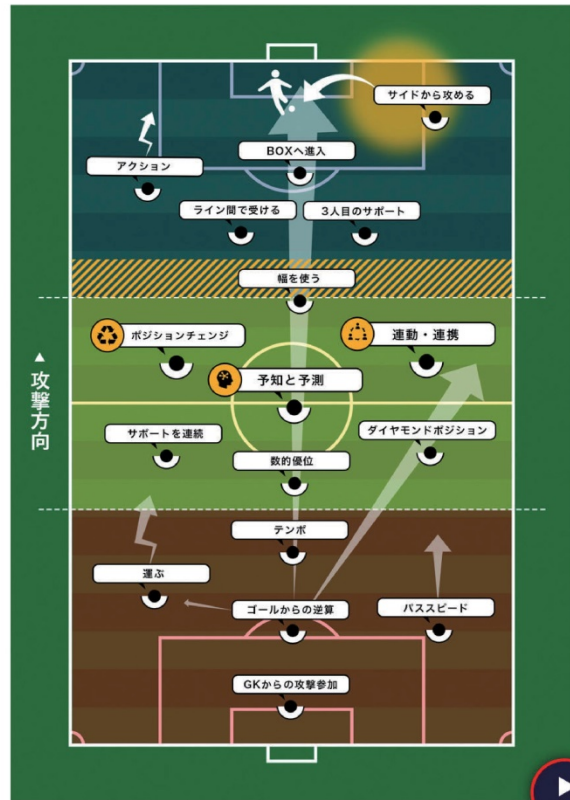 サイドから攻める
BOXへ進入
アクション
ライン間で受ける
3人目のサポート
幅を使う
ポジションチェンジ
連動・連携
予知と予測
▲攻撃方向
サポートを連続
ダイヤモンドポジション
数的優位
テンポ
運ぶ
ゴールからの逆算
パススピード
GKからの攻撃参加